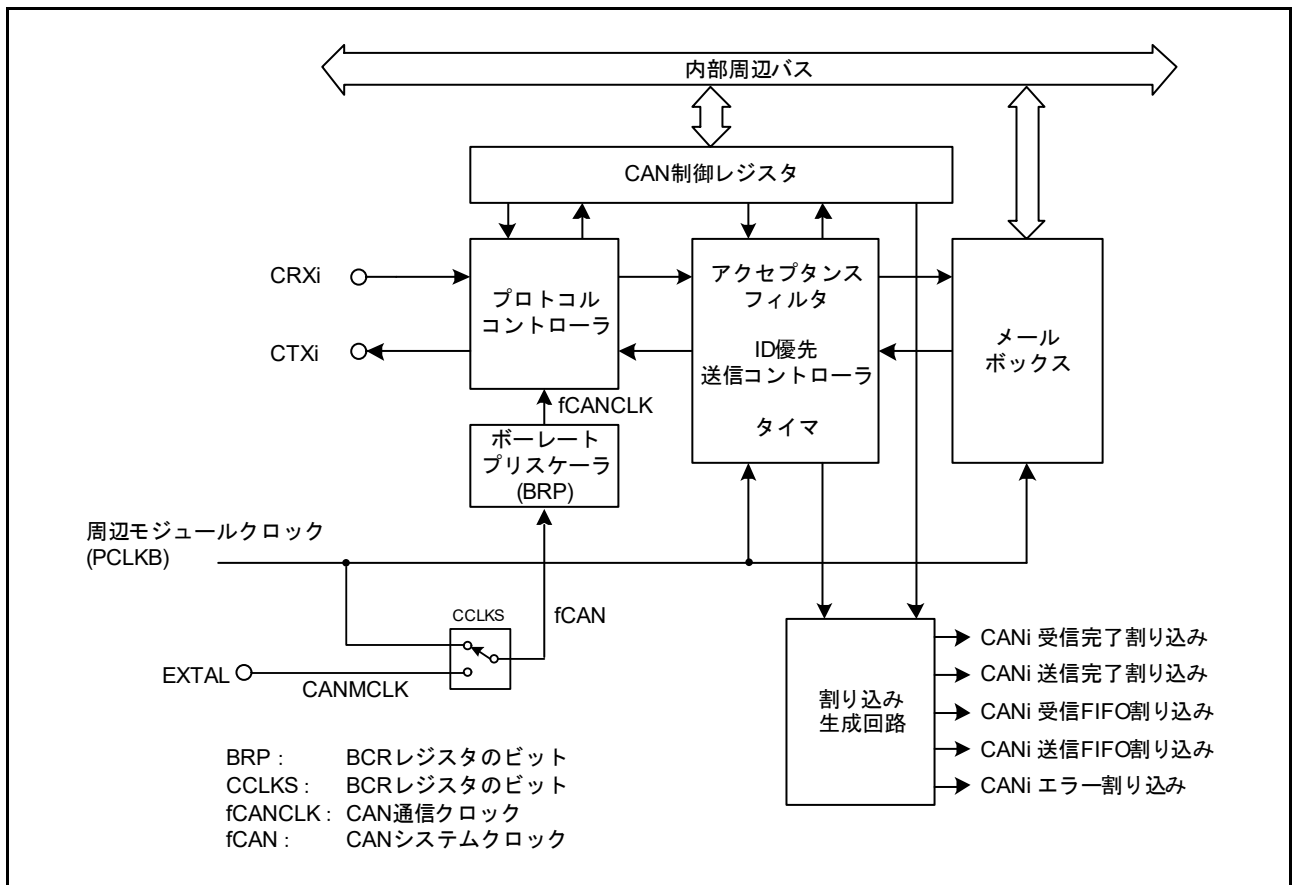 内部周辺バス
CAN制御レジスタ
CRXi
CTXi
プロトコル
コントローラ
アクセプタンス
フィルタ
ID優先
送信コントローラ
タイマ
メール
ボックス
fCANCLK
ボーレート
プリスケーラ
(BRP)
周辺モジュールクロック
(PCLKB)
CCLKS
fCAN
EXTAL
CANMCLK
割り込み
生成回路
CANi 受信完了割り込み
CANi 送信完了割り込み
CANi 受信FIFO割り込み
CANi 送信FIFO割り込み
CANi エラー割り込み
BRP : BCRレジスタのビット
CCLKS : BCRレジスタのビット
fCANCLK : CAN通信クロック
fCAN : CANシステムクロック